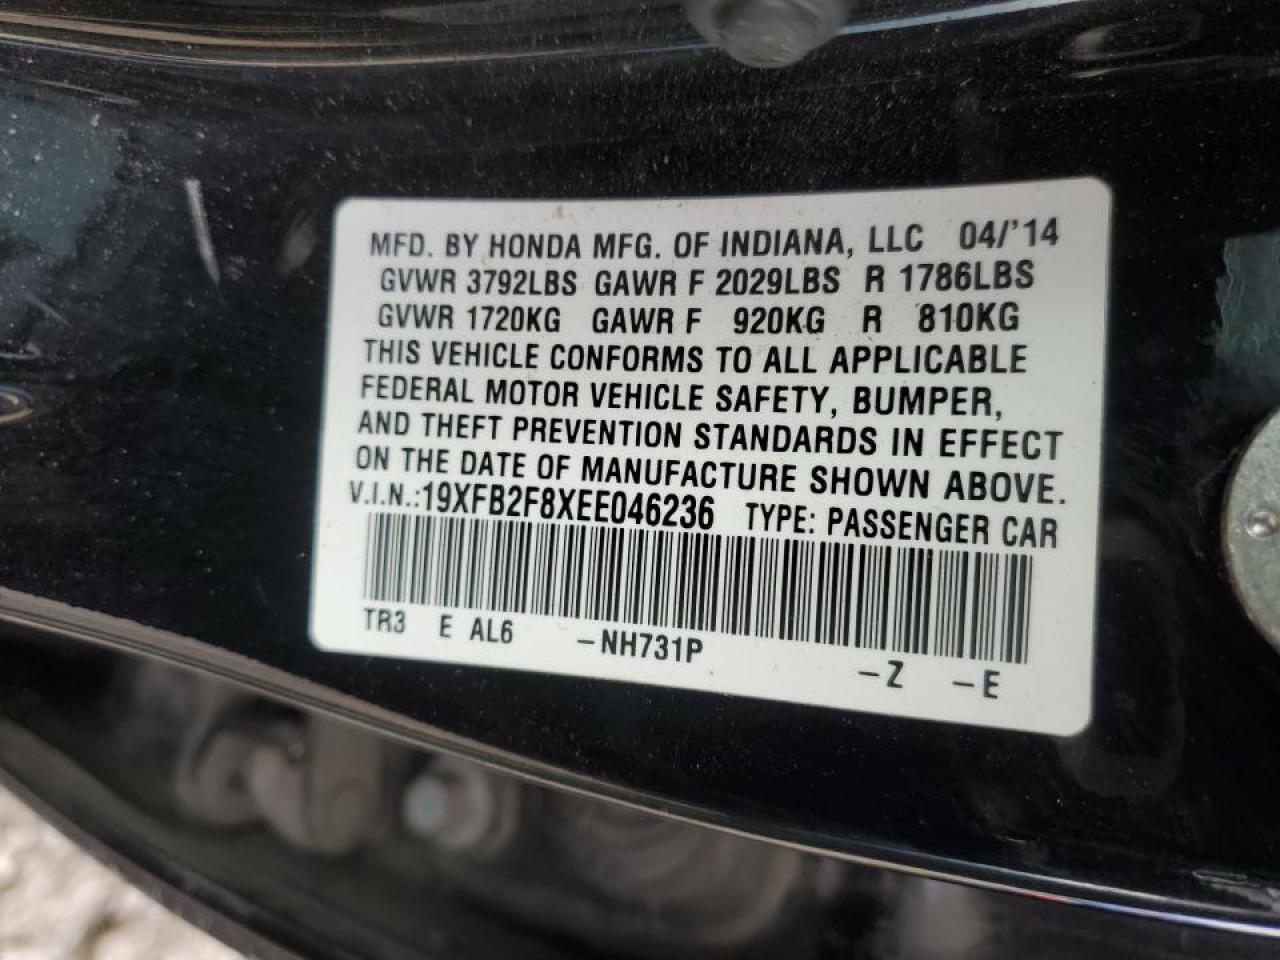 MFD. BY HONDA MFG. OF INDIANA, LLC 04/'14
GVWR 3792LBS GAWR F 2029LBS R 1786LBS
GVWR 1720KG GAWR F 920KG R 810KG
THIS VEHICLE CONFORMS TO ALL APPLICABLE
FEDERAL MOTOR VEHICLE SAFETY, BUMPER,
AND THEFT PREVENTION STANDARDS IN EFFECT
ON THE DATE OF MANUFACTURE SHOWN ABOVE.
V.I.N.:19XFB2F8XEE046236 TYPE: PASSENGER CAR
TR3 E AL6 -NH731P -Z -E